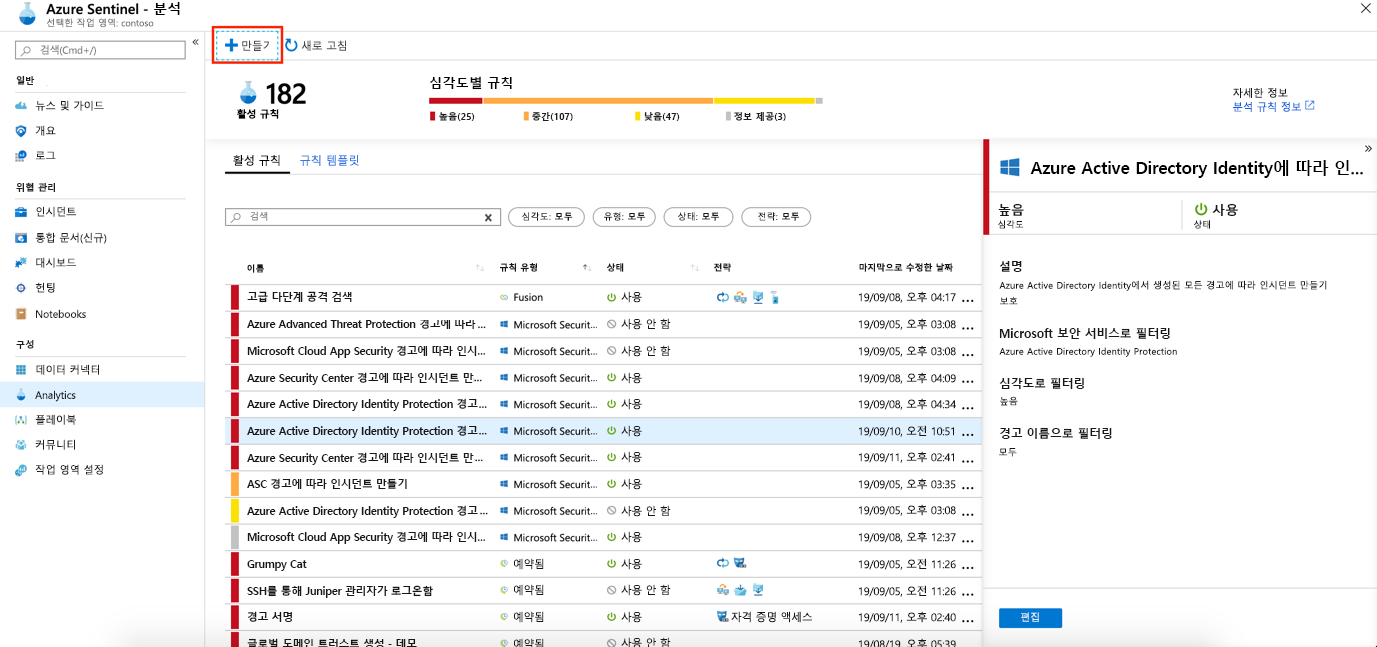 Azure Sentinel - 분석
선택한 작업 영역: contoso
검색(Cmd+/)
일반
뉴스 및 가이드
개요
로그
위협 관리
인시던트
통합 문서(신규)
대시보드
헌팅
Notebooks
구성
데이터 커넥터
Analytics
플레이북
커뮤니티
작업 영역 설정
만들기 새로 고침
182
활성 규칙
심각도별 규칙
높음(25) 중간(107) 낮음(47) 정보 제공(3)
자세한 정보
분석 규칙 정보
활성 규칙 규칙 템플릿
검색 심각도: 모두 유형: 모두 상태: 모두 전략: 모두
이름 규칙 유형 상태 전략 마지막으로 수정한 날짜
고급 다단계 공격 검색 Fusion 사용 19/09/08, 오후 04:17 ...
Azure Advanced Threat Protection 경고에 따라 ... Microsoft Securit... 사용 안 함 19/09/05, 오후 03:08 ...
Microsoft Cloud App Security 경고에 따라 인시... Microsoft Securit... 사용 안 함 19/09/05, 오후 03:08 ...
Azure Security Center 경고에 따라 인시던트 만... Microsoft Securit... 사용 19/09/08, 오후 04:09 ...
Azure Active Directory Identity Protection 경고... Microsoft Securit... 사용 19/09/08, 오후 04:34 ...
Azure Active Directory Identity Protection 경고... Microsoft Securit... 사용 19/09/10, 오전 10:51 ...
Azure Security Center 경고에 따라 인시던트 만... Microsoft Securit... 사용 19/09/11, 오후 02:41 ...
ASC 경고에 따라 인시던트 만들기 Microsoft Securit... 사용 19/09/05, 오후 03:35 ...
Azure Active Directory Identity Protection 경고... Microsoft Securit... 사용 안 함 19/09/05, 오후 03:08 ...
Microsoft Cloud App Security 경고에 따라 인시... Microsoft Securit... 사용 19/09/08, 오후 12:37 ...
Grumpy Cat 예약됨 사용 19/09/05, 오전 11:26 ...
SSH를 통해 Juniper 관리자가 로그온함 예약됨 사용 안 함 19/09/05, 오전 11:26 ...
경고 서명 예약됨 사용 자격 증명 액세스 19/09/11, 오후 02:40 ...
글로벌 도메인 트러스트 생성 - 데모 예약됨 사용 안 함 19/08/19, 오후 05:39
Azure Active Directory Identity에 따라 인...
높음 사용
심각도 상태
설명
Azure Active Directory Identity에서 생성된 모든 경고에 따라 인시던트 만들기
보호
Microsoft 보안 서비스로 필터링
Azure Active Directory Identity Protection
심각도로 필터링
높음
경고 이름으로 필터링
모두
편집